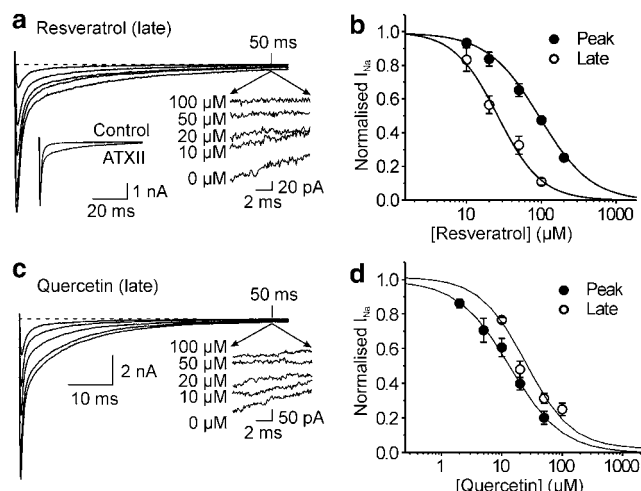 a
Resveratrol (late)
50 ms
100 µM
50 µM
20 µM
10 µM
0 µM
Control
ATXII
1 nA
20 ms
20 pA
2 ms
b
Peak
Late
Normalised I_Na
1.0
0.8
0.6
0.4
0.2
0.0
10
100
1000
[Resveratrol] (µM)
c
Quercetin (late)
50 ms
100 µM
50 µM
20 µM
10 µM
0 µM
2 nA
10 ms
50 pA
2 ms
d
Peak
Late
Normalised I_Na
1.0
0.8
0.6
0.4
0.2
0.0
1
10
100
1000
[Quercetin] (µM)